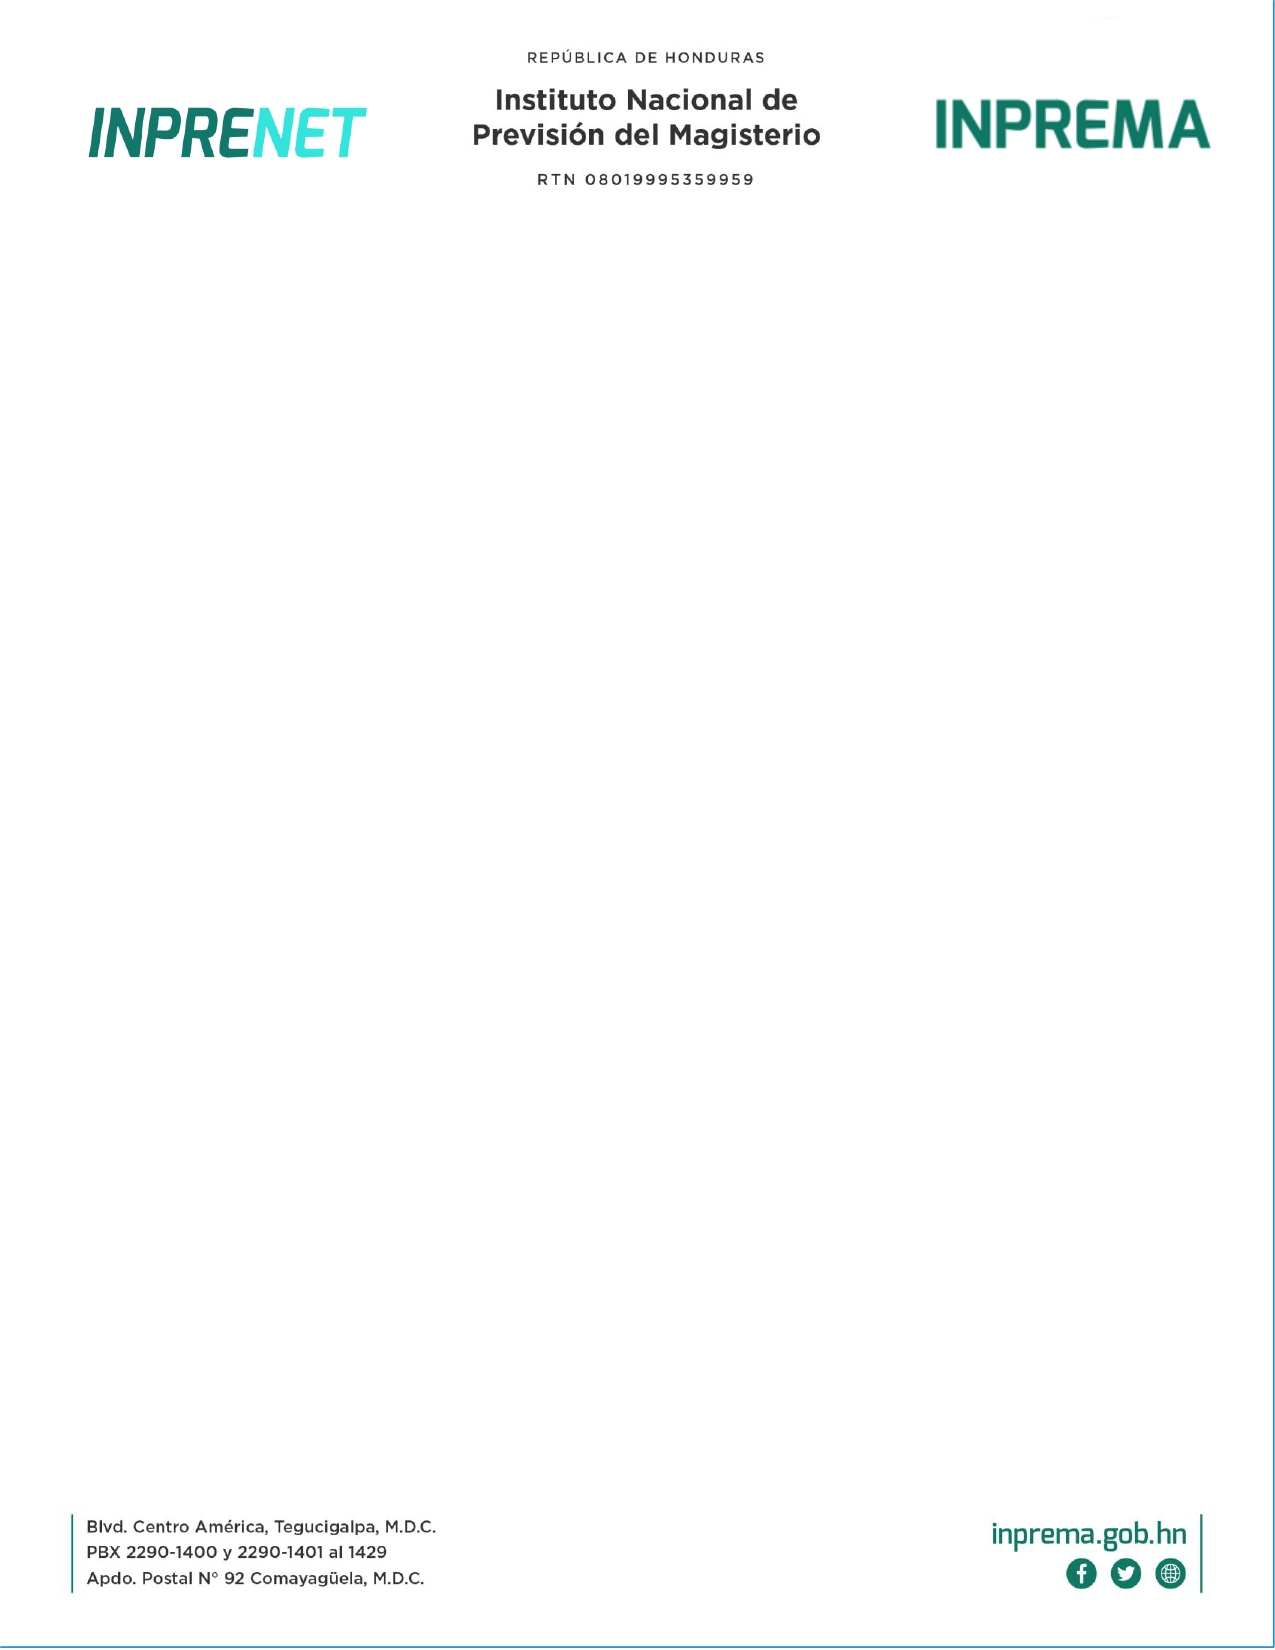 REPÚBLICA DE HONDURAS
INPRENET
Instituto Nacional de
Previsión del Magisterio
INPREMA
RTN 08019995359959
Blvd. Centro América, Tegucigalpa, M.D.C.
PBX 2290-1400 y 2290-1401 al 1429
Apdo. Postal N° 92 Comayagüela, M.D.C.
inprema.gob.hn